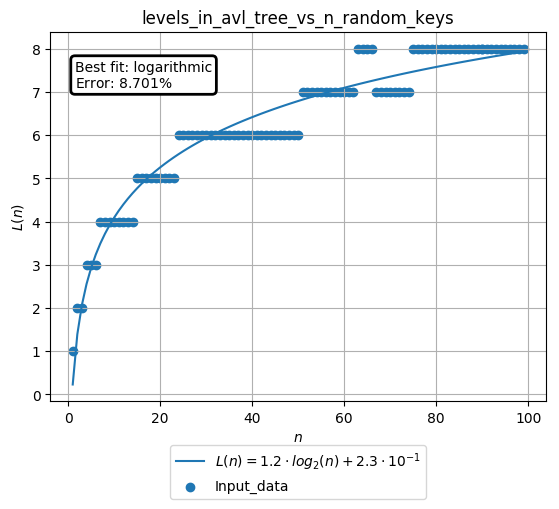 levels_in_avl_tree_vs_n_random_keys
Best fit: logarithmic
Error: 8.701%
8
7
6
5
4
3
2
1
0
L(n)
0 20 40 60 80 100
n
L(n) = 1.2 · log₂(n) + 2.3 · 10⁻¹
Input_data